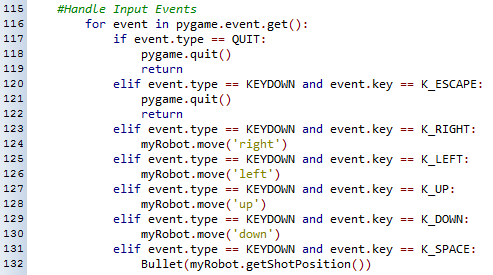 115 #Handle Input Events
116 for event in pygame.event.get():
117 if event.type == QUIT:
118 pygame.quit()
119 return
120 elif event.type == KEYDOWN and event.key == K_ESCAPE:
121 pygame.quit()
122 return
123 elif event.type == KEYDOWN and event.key == K_RIGHT:
124 myRobot.move('right')
125 elif event.type == KEYDOWN and event.key == K_LEFT:
126 myRobot.move('left')
127 elif event.type == KEYDOWN and event.key == K_UP:
128 myRobot.move('up')
129 elif event.type == KEYDOWN and event.key == K_DOWN:
130 myRobot.move('down')
131 elif event.type == KEYDOWN and event.key == K_SPACE:
132 Bullet(myRobot.getShotPosition())